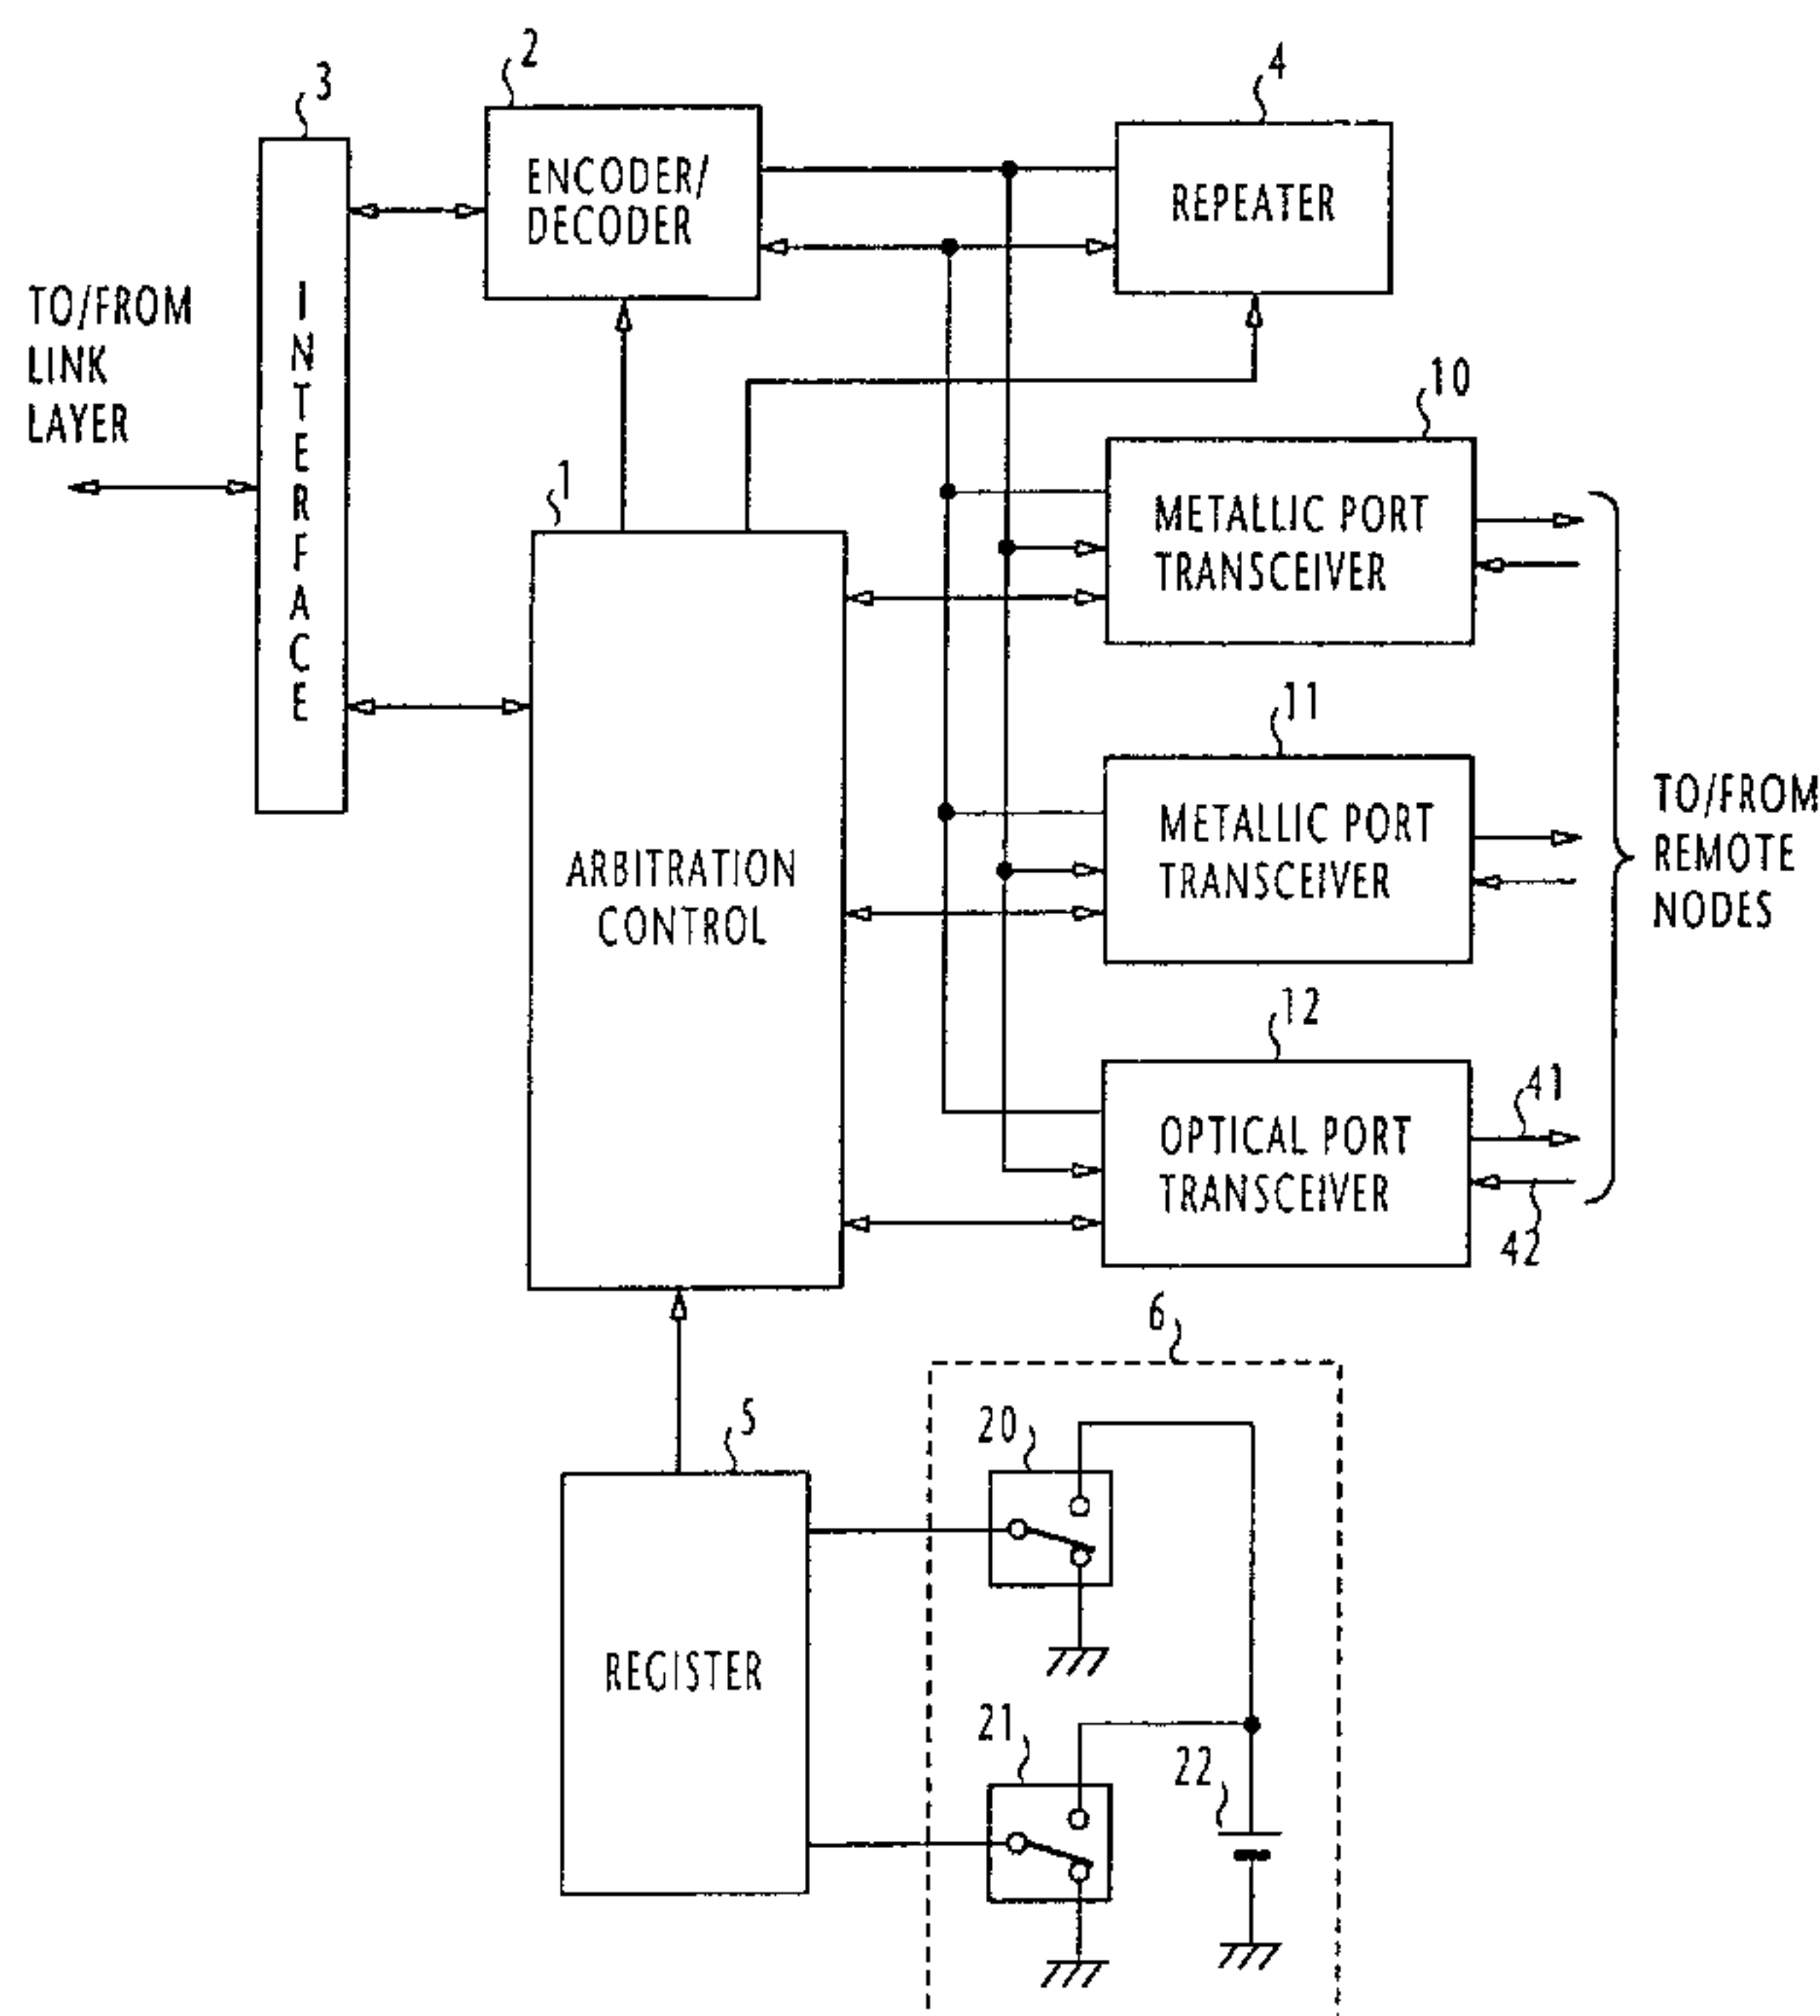 2
3
4
ENCODER/
DECODER
REPEATER
TO/FROM
LINK
LAYER
INTERFACE
10
1
METALLIC PORT
TRANSCEIVER
11
METALLIC PORT
TRANSCEIVER
TO/FROM
REMOTE
NODES
ARBITRATION
CONTROL
12
41
OPTICAL PORT
TRANSCEIVER
42
6
5
20
REGISTER
21
22